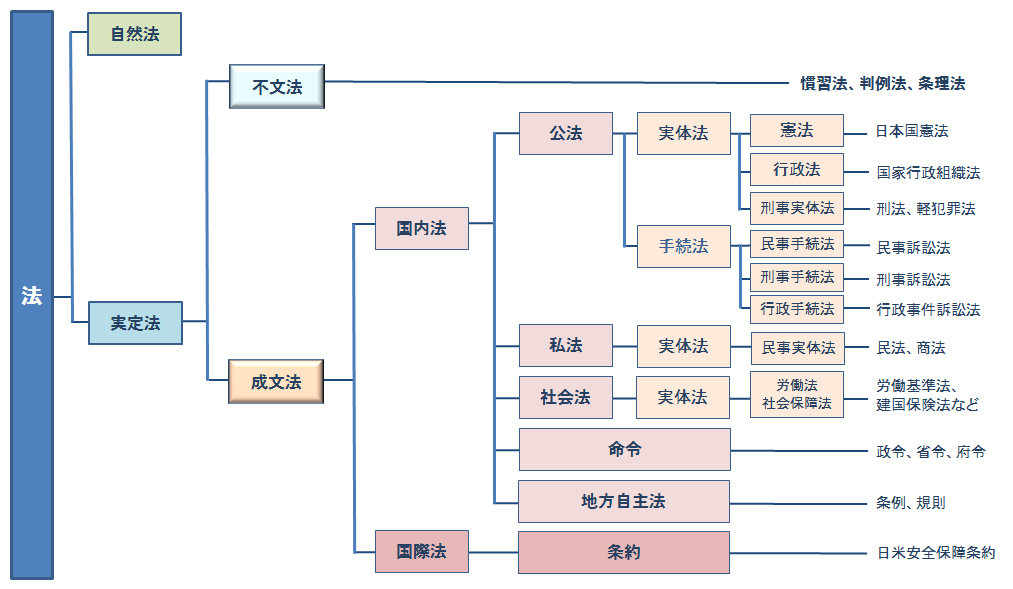 法
自然法
実定法
不文法
慣習法、判例法、条理法
成文法
国内法
公法
実体法
憲法
日本国憲法
行政法
国家行政組織法
刑事実体法
刑法、軽犯罪法
手続法
民事手続法
民事訴訟法
刑事手続法
刑事訴訟法
行政手続法
行政事件訴訟法
私法
実体法
民事実体法
民法、商法
社会法
実体法
労働法
社会保障法
労働基準法、
建国保険法など
命令
政令、省令、府令
地方自主法
条例、規則
国際法
条約
日米安全保障条約